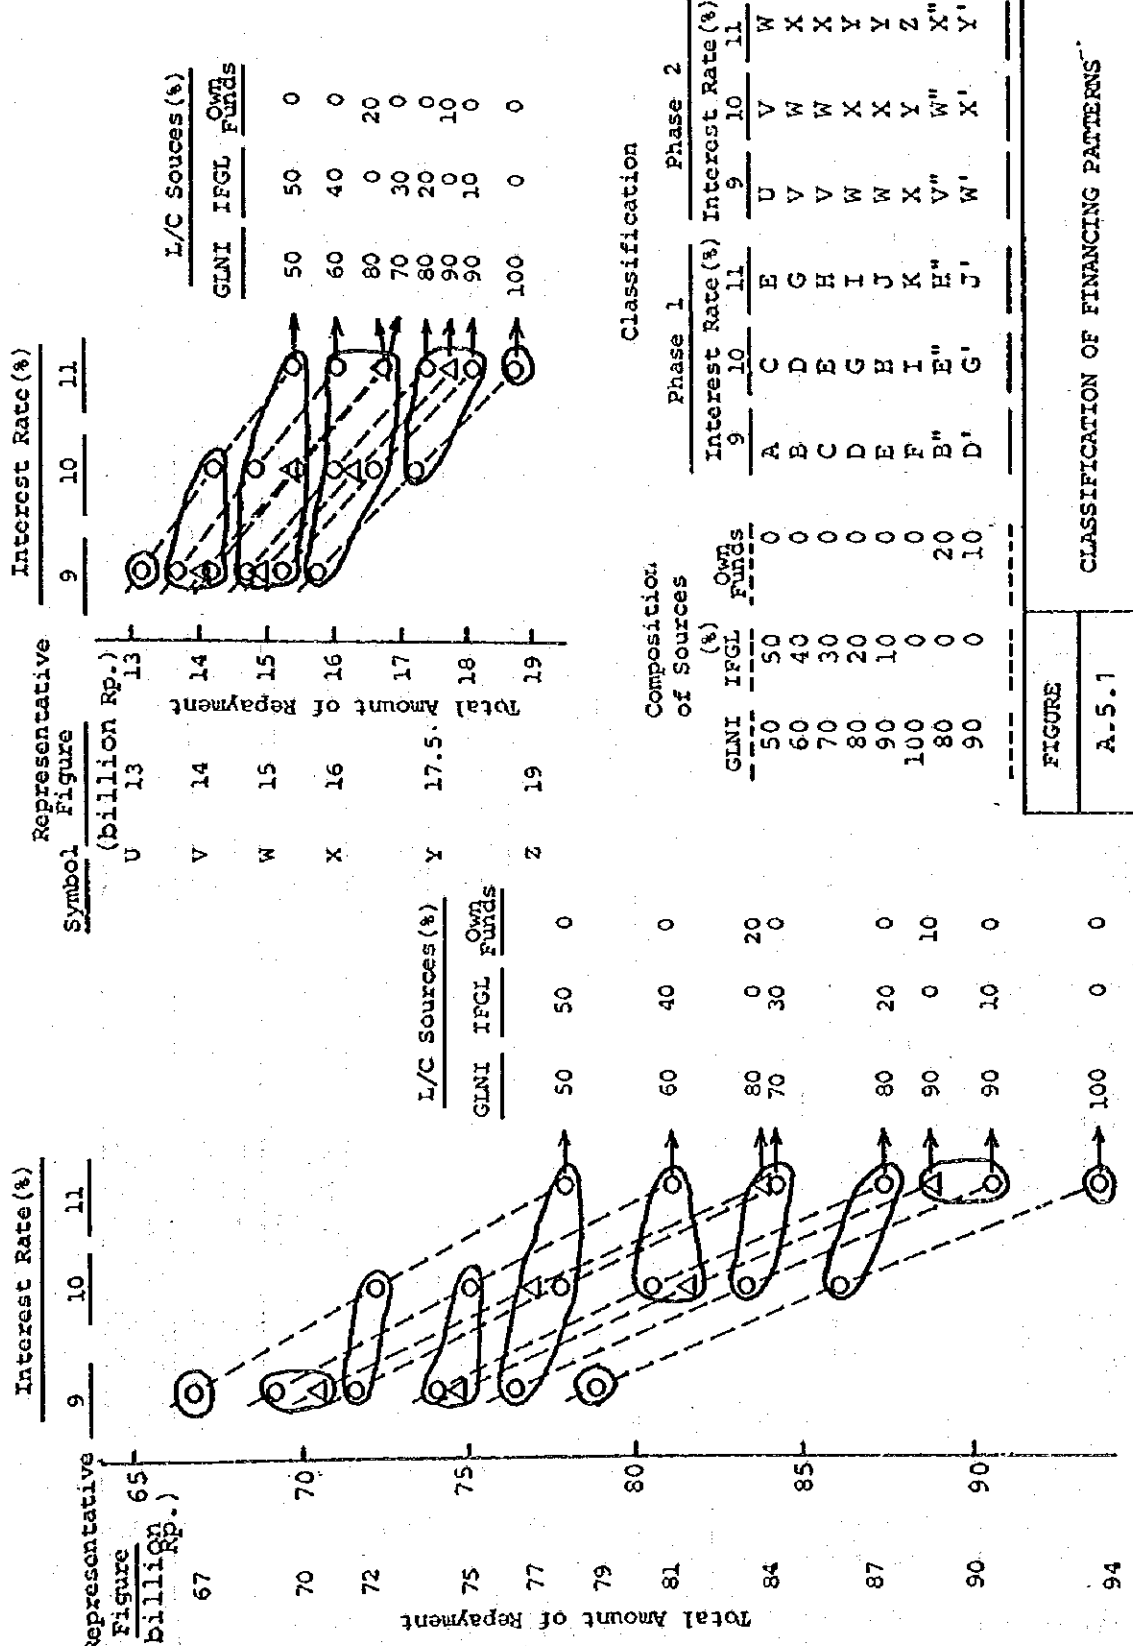 Interest Rate(%)
9 10 11
Representative
Figure
billion
Rp.)
67
70
72
75
77
79
81
84
87
90
94
65
70
75
80
85
90
Total Amount of Repayment
L/C Sources(%)
GLNI IFGL Own Funds
50 50 0
60 40 0
80 0 20
70 30 0
80 20 0
90 0 10
90 10 0
100 0 0
Interest Rate(%)
9 10 11
Symbol Representative Figure
(billion Rp.)
U 13
V 14
W 15
X 16
Y 17.5
Z 19
13
14
15
16
17
18
19
Total Amount of Repayment
L/C Souces(%)
GLNI IFGL Own Funds
50 50 0
60 40 0
80 0 20
70 30 0
80 20 0
90 0 10
90 10 0
100 0 0
Classification
Composition of Sources (%)
Phase 1 Phase 2
Interest Rate(%) Interest Rate(%)
GLNI IFGL Own Funds 9 10 11 9 10 11
50 50 0 A C E U V W
60 40 0 B D G V W X
70 30 0 C E H V W X
80 20 0 D G I W X Y
90 10 0 E H J W X Y
100 0 0 F I K X Y Z
80 0 20 B" E" H" V" W" X"
90 0 10 D' G' J' W' X' Y'
FIGURE
A.5.1
CLASSIFICATION OF FINANCING PATTERNS